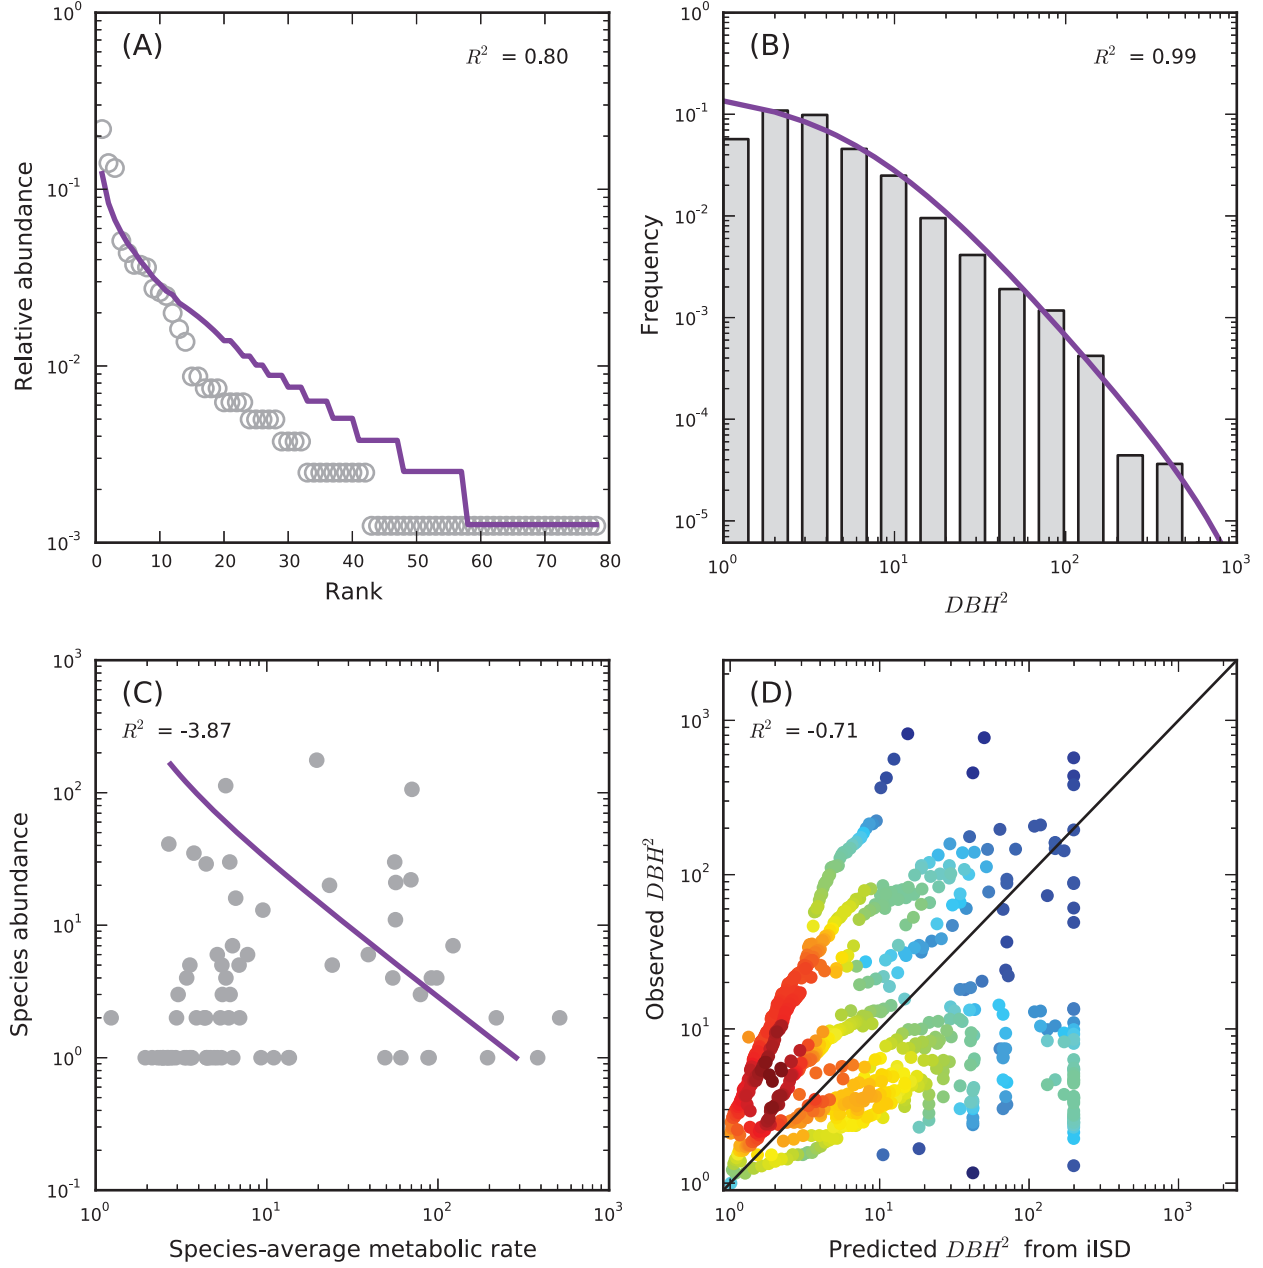 (A)
R² = 0.80
10⁰
10⁻¹
10⁻²
10⁻³
Relative abundance
0 10 20 30 40 50 60 70 80
Rank
(B)
R² = 0.99
10⁰
10⁻¹
10⁻²
10⁻³
10⁻⁴
10⁻⁵
Frequency
10⁰ 10¹ 10² 10³
DBH²
(C)
R² = -3.87
10³
10²
10¹
10⁰
10⁻¹
Species abundance
10⁰ 10¹ 10² 10³
Species-average metabolic rate
(D)
R² = -0.71
10³
10²
10¹
10⁰
Observed DBH²
10⁰ 10¹ 10² 10³
Predicted DBH² from iISD